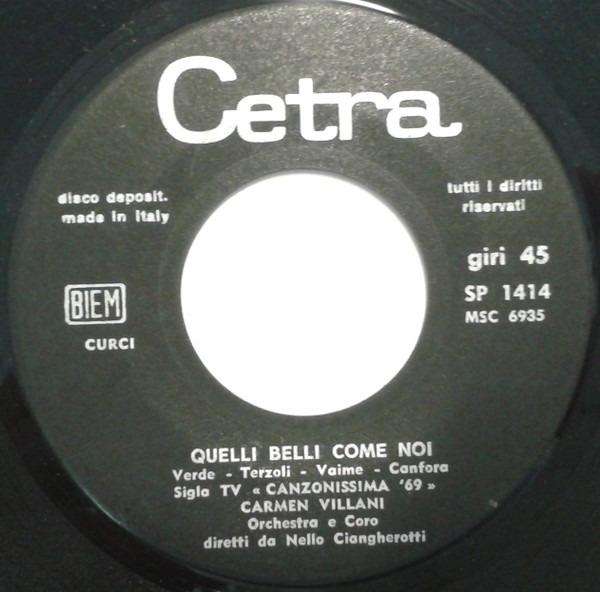 Cetra
disco deposit.
made in Italy
tutti i diritti
riservati
giri 45
SP 1414
MSC 6935
BIEM
CURCI
QUELLI BELLI COME NOI
Verde - Terzoli - Vaime - Canfora
Sigla TV « CANZONISSIMA '69 »
CARMEN VILLANI
Orchestra e Coro
diretti da Nello Ciangherotti